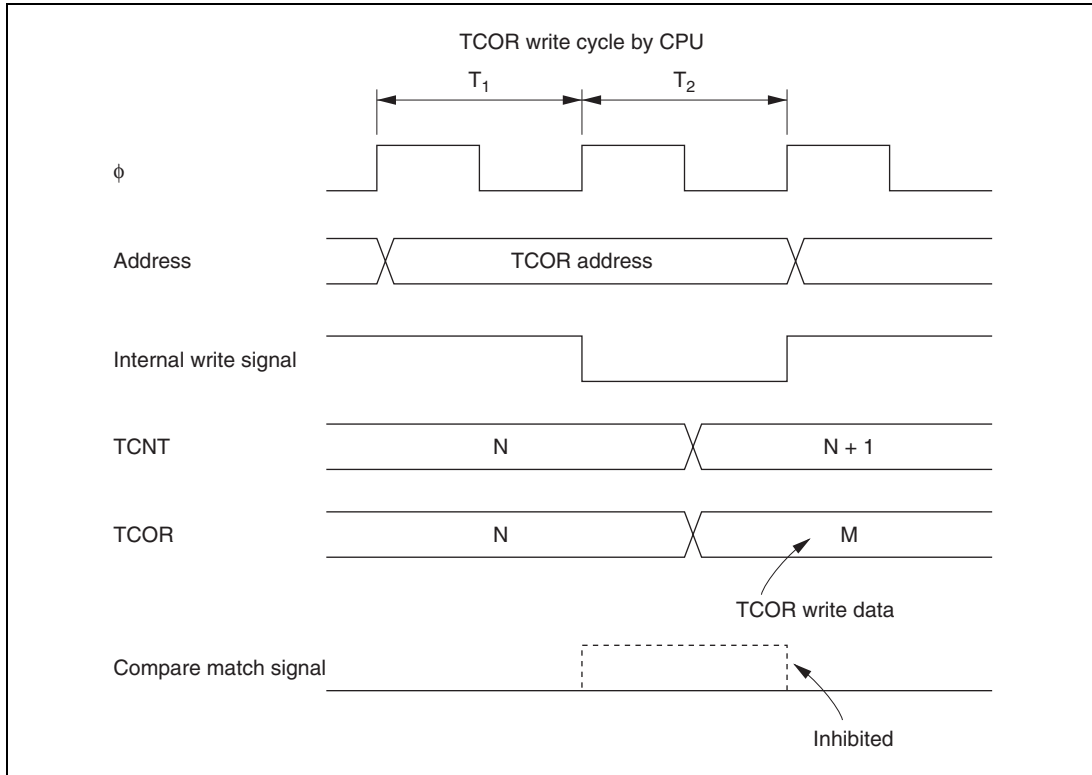 TCOR write cycle by CPU
T1 T2
ϕ
Address TCOR address
Internal write signal
TCNT N N + 1
TCOR N M
TCOR write data
Compare match signal
Inhibited